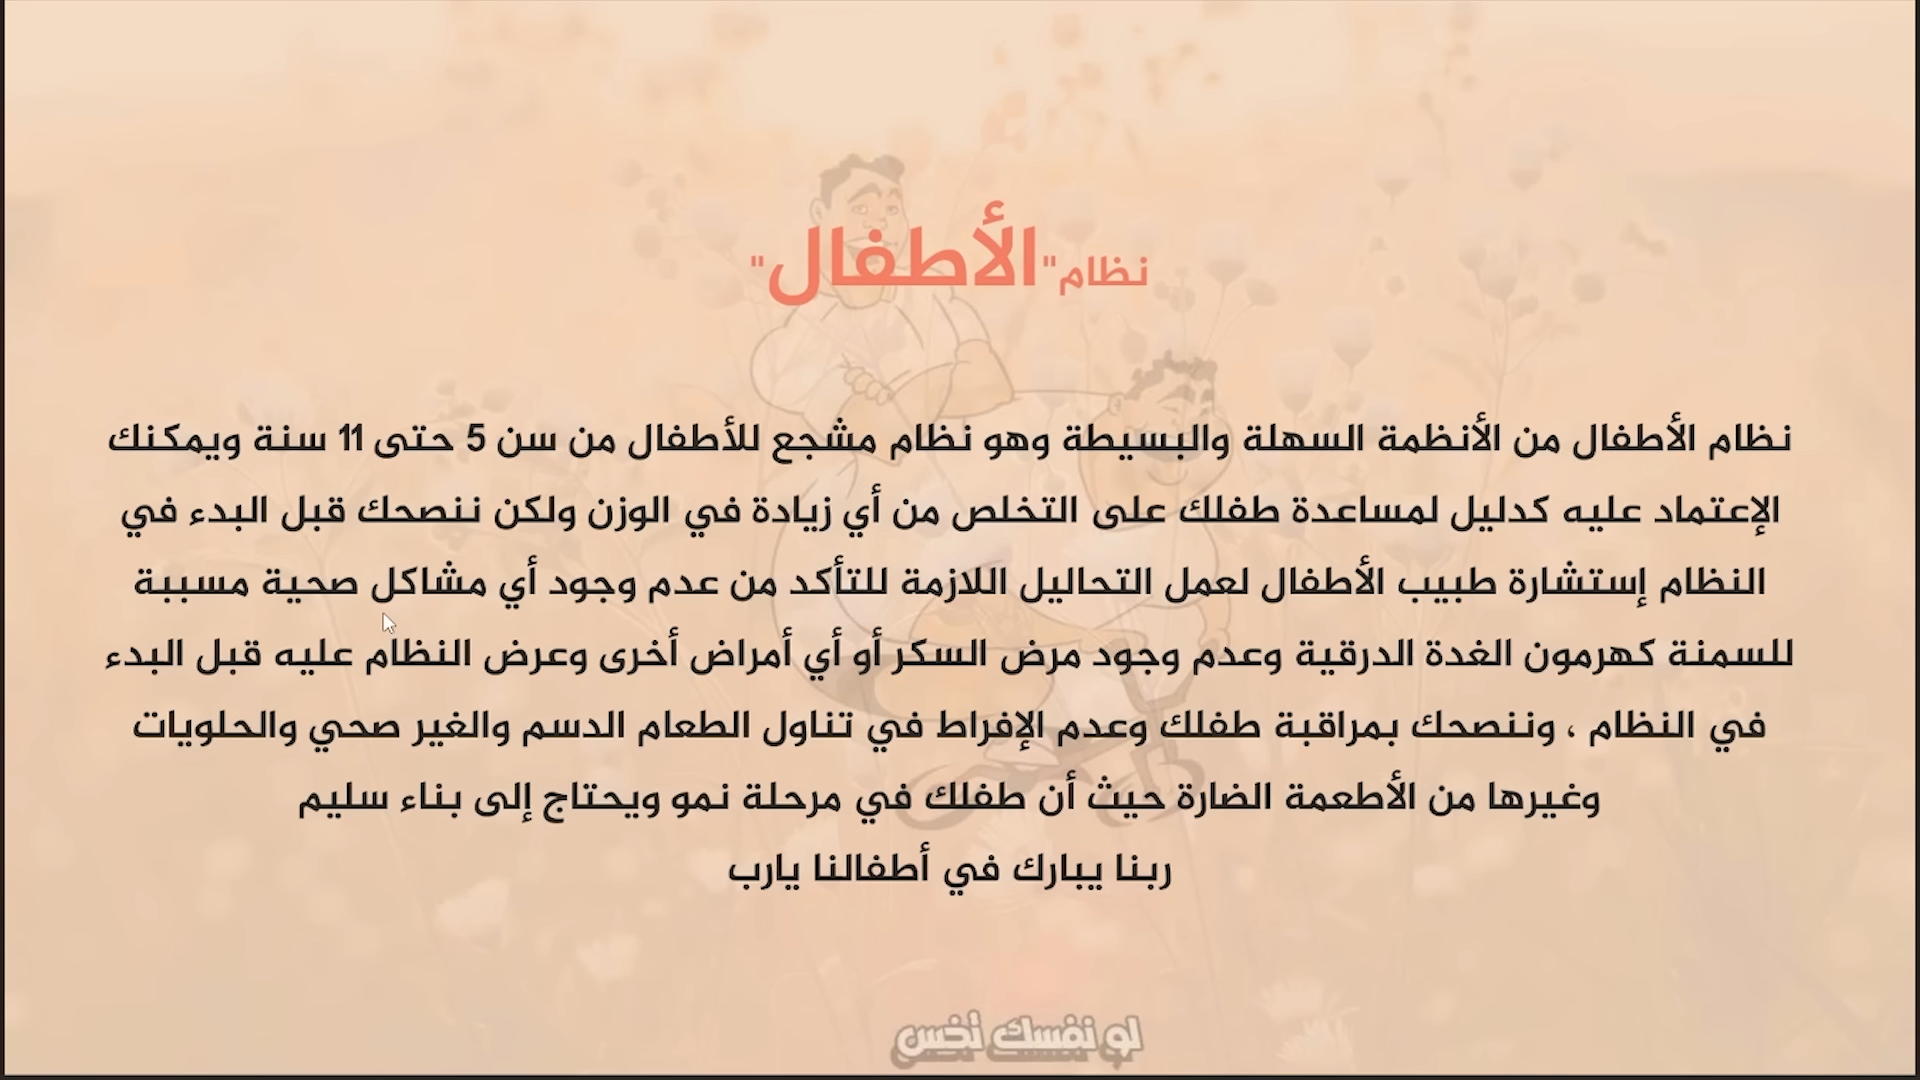 نظام "الأطفال"
نظام الأطفال من الأنظمة السهلة والبسيطة وهو نظام مشجع للأطفال من سن 5 حتى 11 سنة ويمكنك
الإعتماد عليه كدليل لمساعدة طفلك على التخلص من أي زيادة في الوزن ولكن ننصحك قبل البدء في
النظام إستشارة طبيب الأطفال لعمل التحاليل اللازمة للتأكد من عدم وجود أي مشاكل صحية مسببة
للسمنة كهرمون الغدة الدرقية وعدم وجود مرض السكر أو أي أمراض أخرى وعرض النظام عليه قبل البدء
في النظام ، وننصحك بمراقبة طفلك وعدم الإفراط في تناول الطعام الدسم والغير صحي والحلويات
وغيرها من الأطعمة الضارة حيث أن طفلك في مرحلة نمو ويحتاج إلى بناء سليم
ربنا يبارك في أطفالنا يارب
لو نفسك تخس